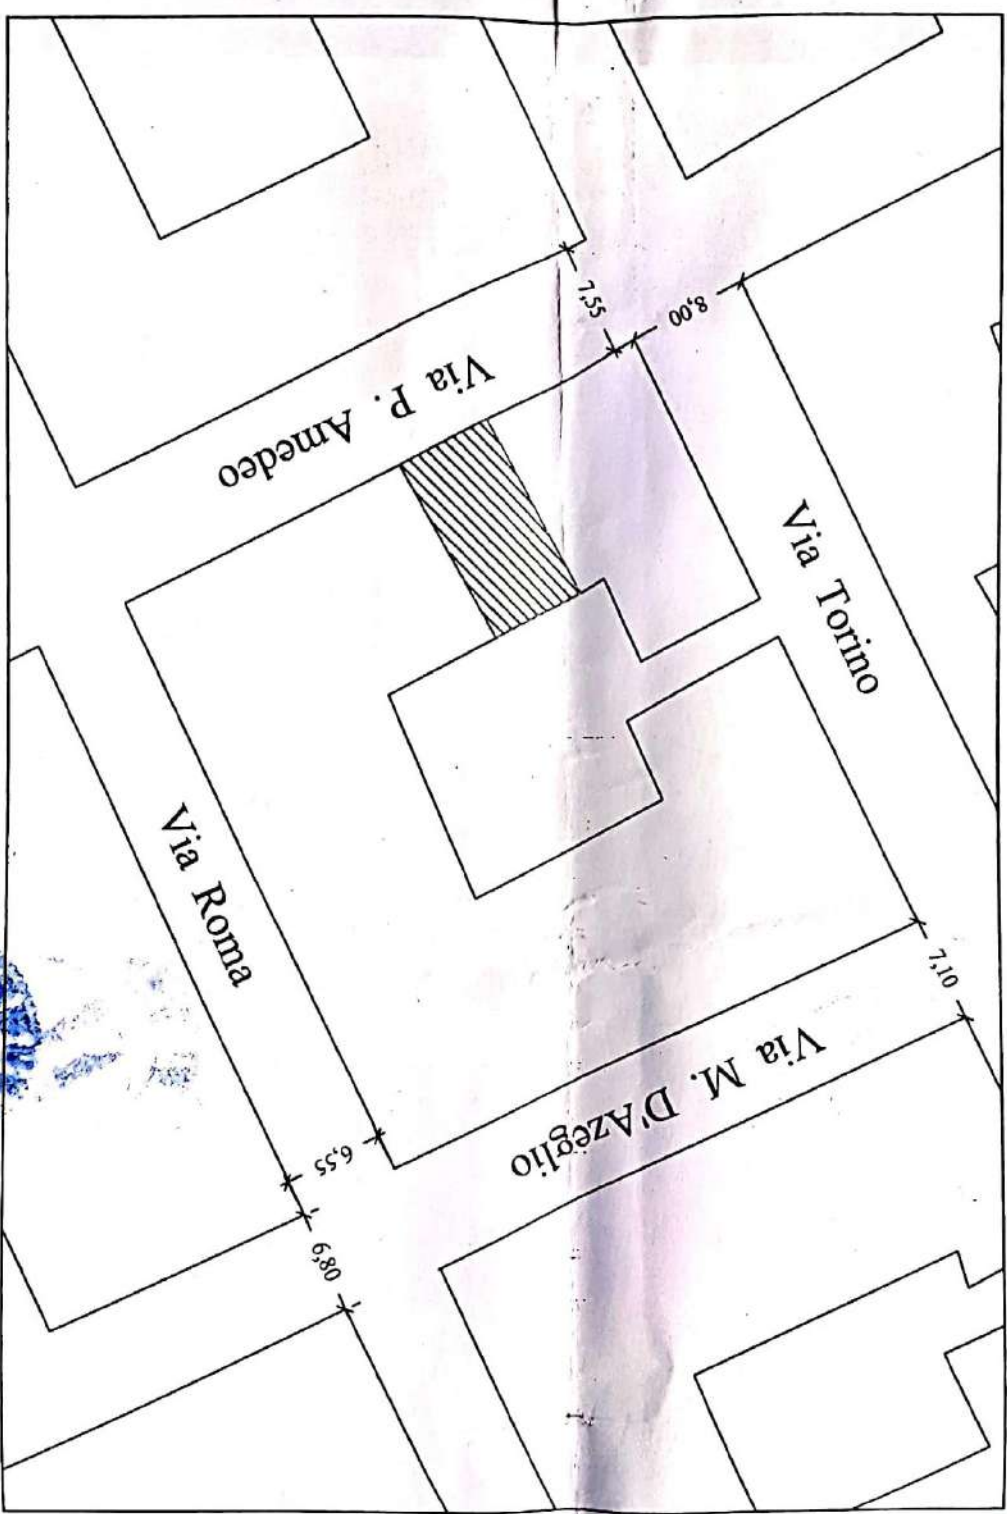 7,55
8,00
Via P. Amedeo
Via Torino
Via Roma
7,10
Via M. D'Azeglio
6,55
6,80